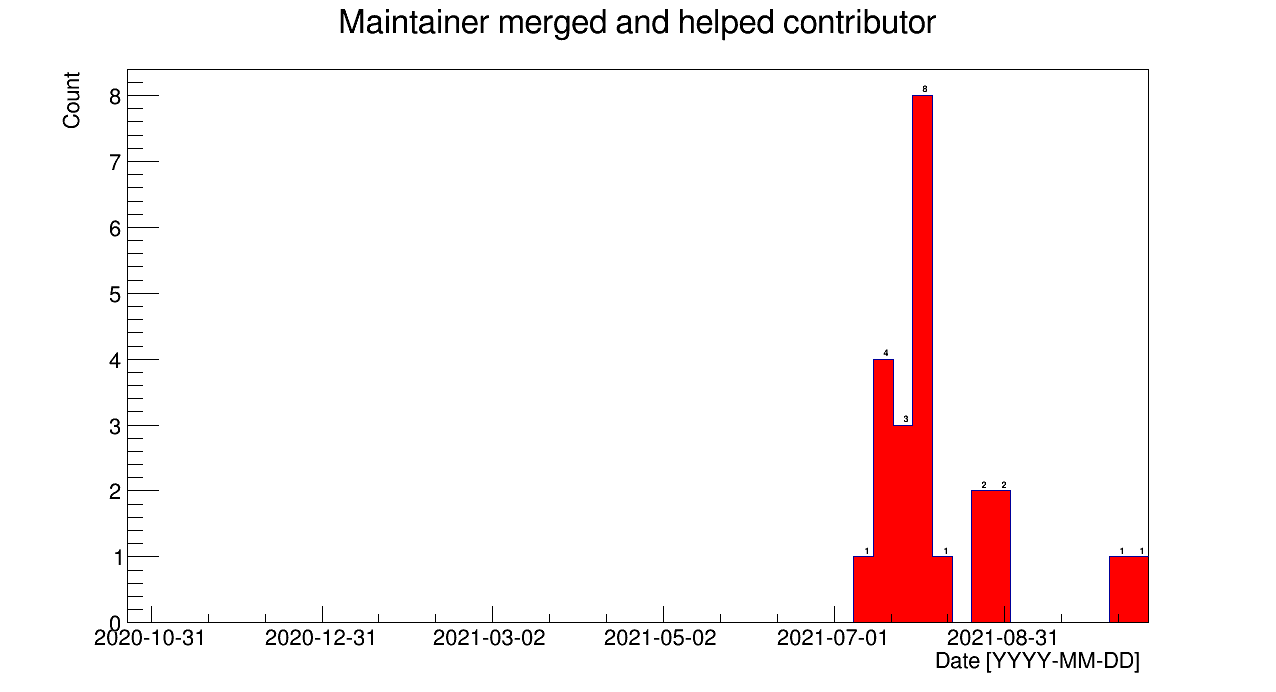 Maintainer merged and helped contributor
Count
8
7
6
5
4
3
2
1
0
8
4
3
2 2
1 1 1 1
2020-10-31 2020-12-31 2021-03-02 2021-05-02 2021-07-01 2021-08-31
Date [YYYY-MM-DD]